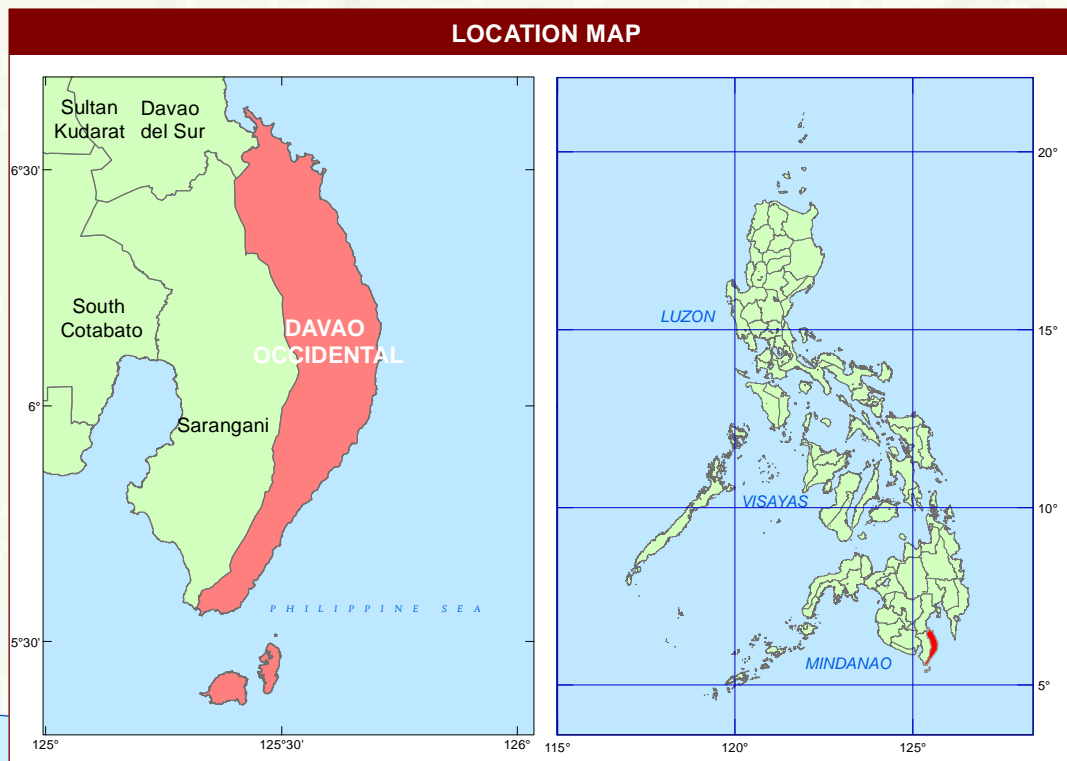 LOCATION MAP
Sultan
Kudarat
Davao
del Sur
6°30'
South
Cotabato
DAVAO
OCCIDENTAL
6°
Sarangani
PHILIPPINE SEA
5°30'
125°
125°30'
126°
20°
LUZON
15°
VISAYAS
10°
MINDANAO
5°
115°
120°
125°